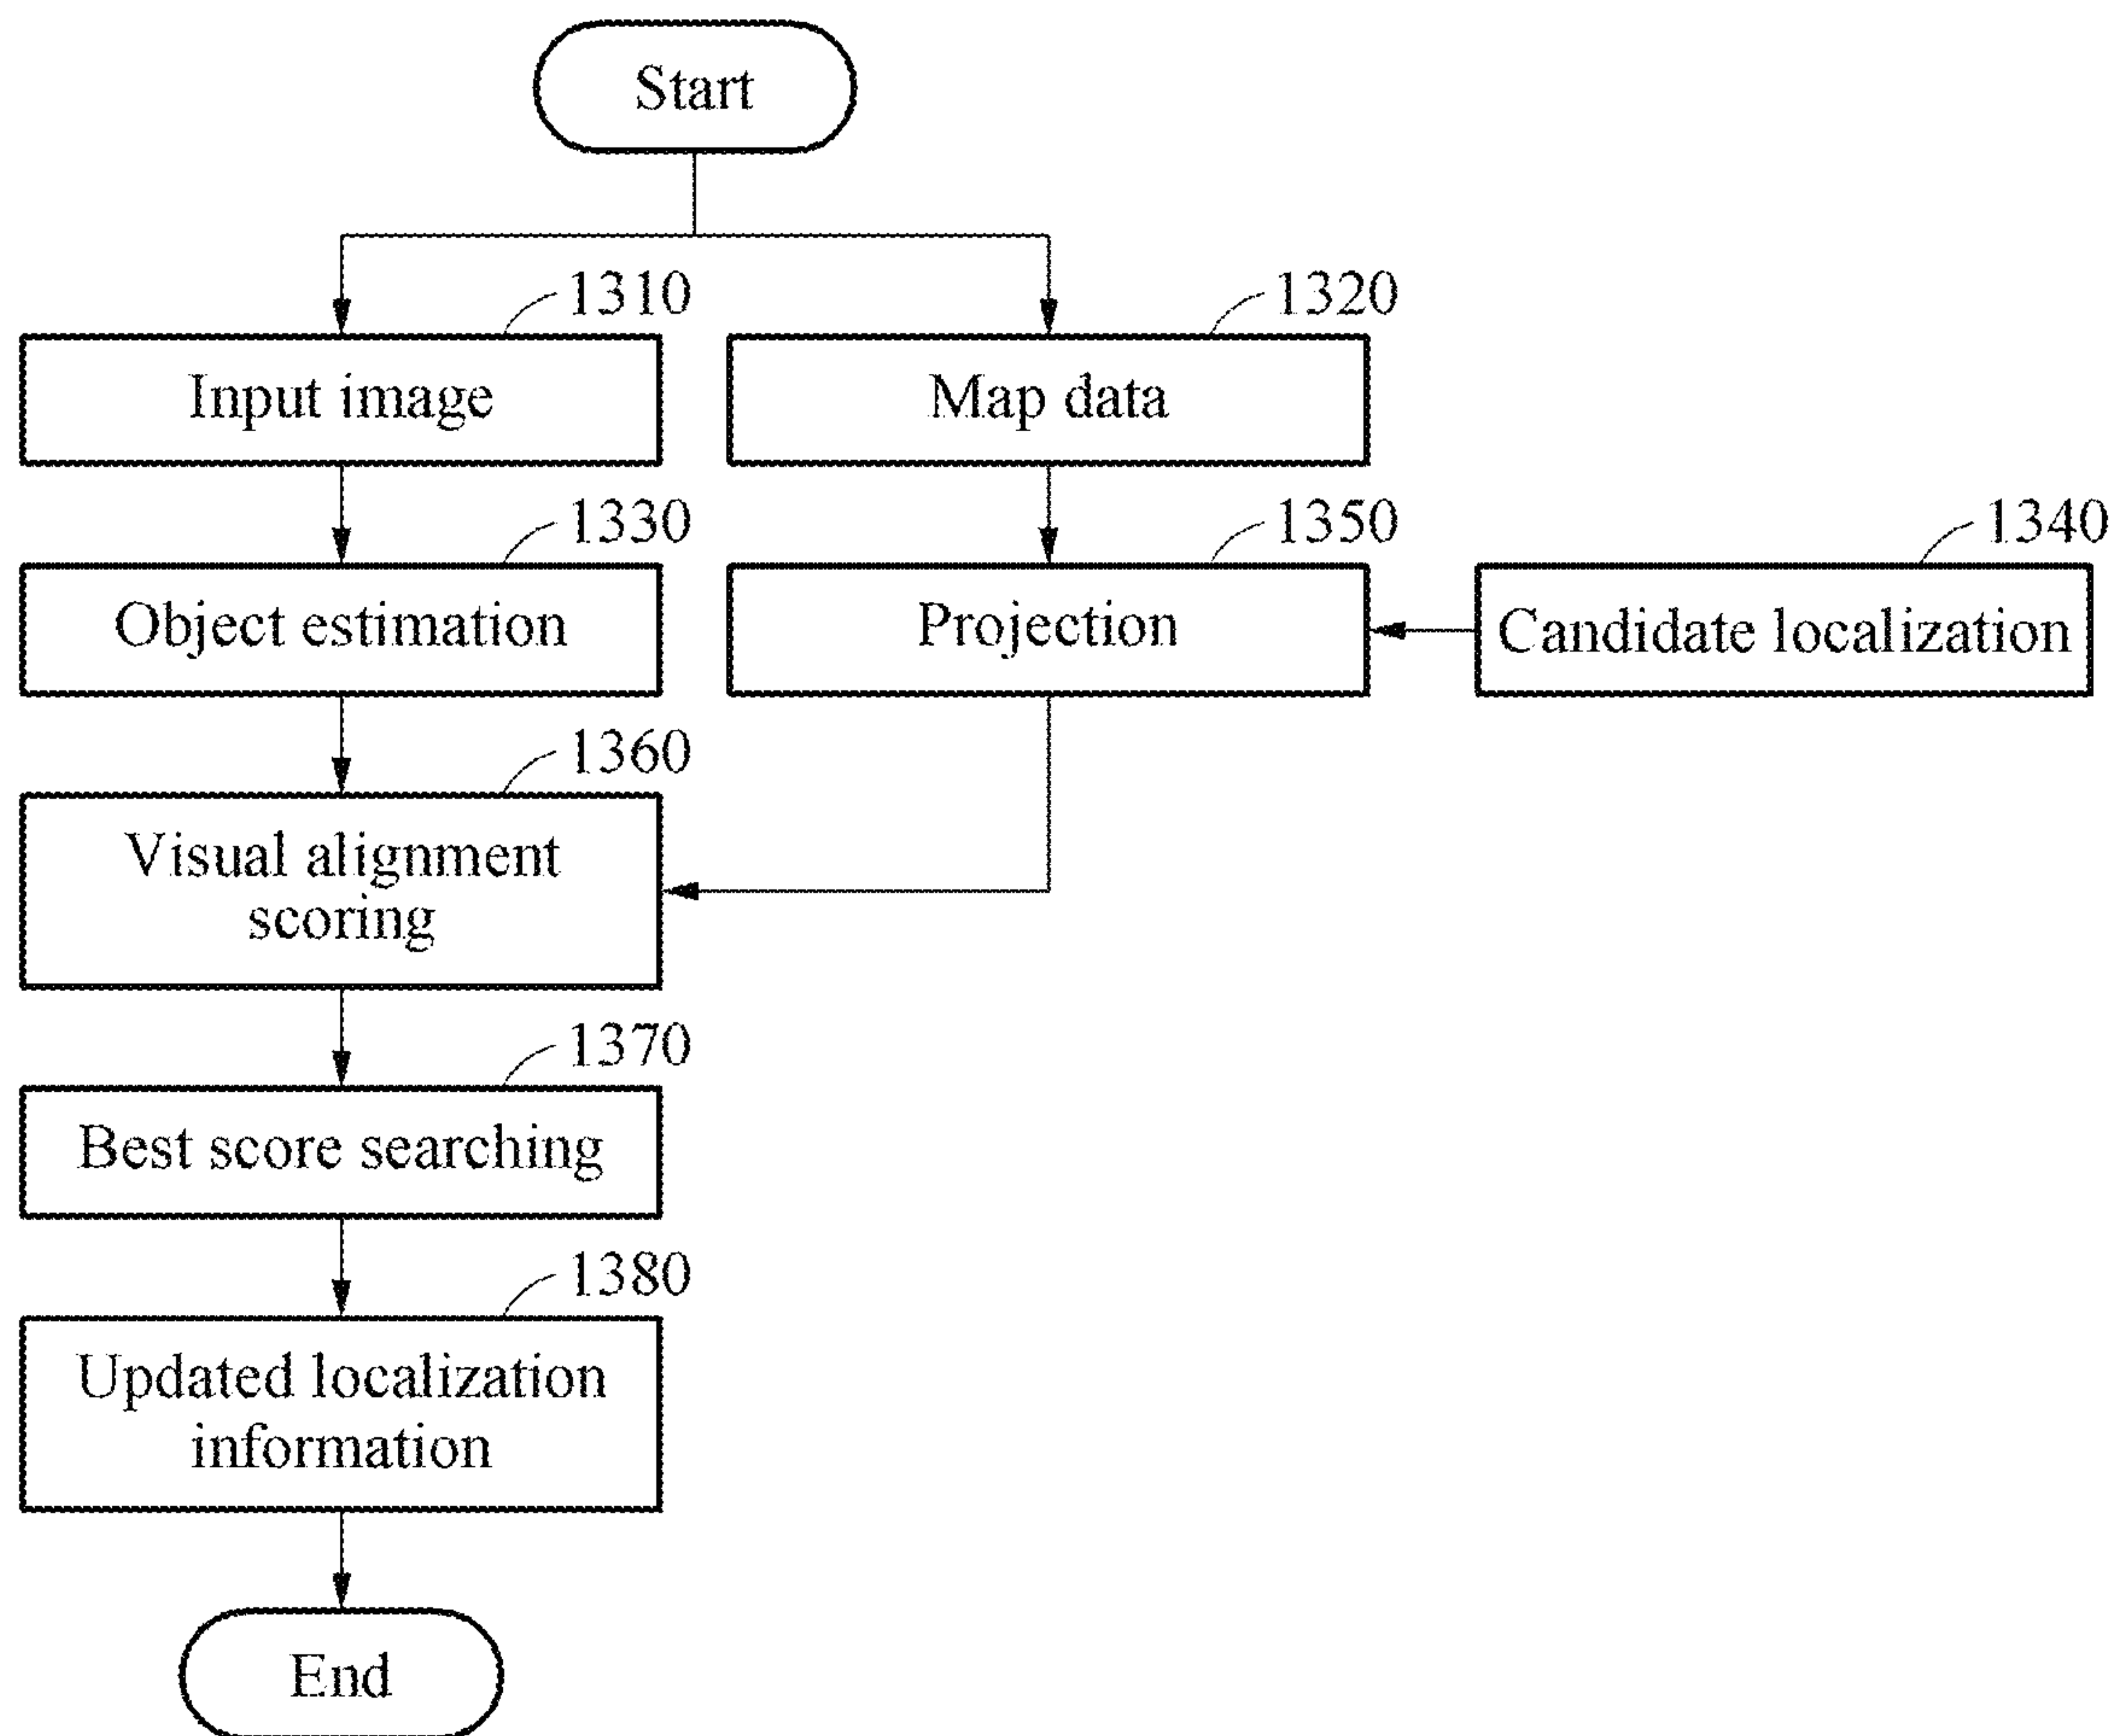 Start
1310
1320
Input image
Map data
1330
1350
1340
Object estimation
Projection
Candidate localization
1360
Visual alignment
scoring
1370
Best score searching
1380
Updated localization
information
End